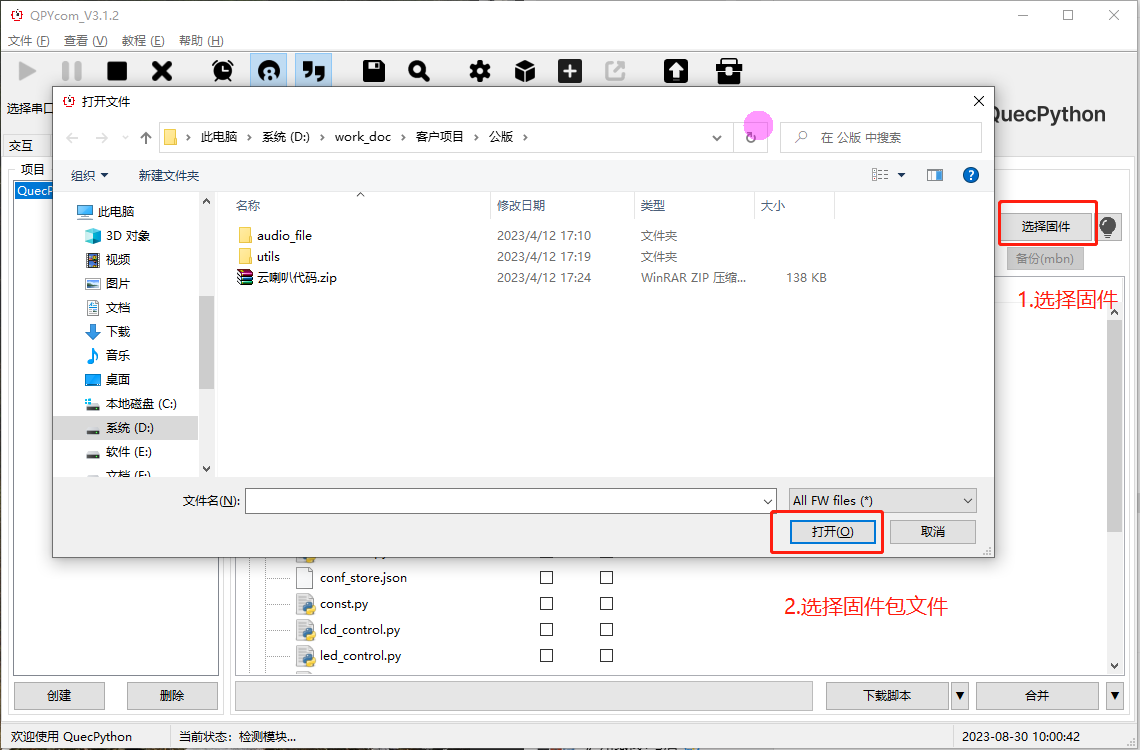 QPYcom_V3.1.2
文件 (F) 查看 (V) 教程 (E) 帮助 (H)
选择串口
QuecPython
交互
项目
QuecP
打开文件
此电脑 › 系统 (D:) › work_doc › 客户项目 › 公版 ›
在 公版 中搜索
组织 新建文件夹
此电脑
3D 对象
视频
图片
文档
下载
音乐
桌面
本地磁盘 (C:)
系统 (D:)
软件 (E:)
文档 (F:)
名称 修改日期 类型 大小
audio_file 2023/4/12 17:10 文件夹
utils 2023/4/12 17:19 文件夹
云喇叭代码.zip 2023/4/12 17:24 WinRAR ZIP 压缩... 138 KB
文件名(N):
All FW files (*)
打开(O) 取消
选择固件
备份(mbn)
1.选择固件
2.选择固件包文件
conf_store.json
const.py
lcd_control.py
led_control.py
创建 删除
下载脚本 合并
欢迎使用 QuecPython 当前状态: 检测模块... 2023-08-30 10:00:42